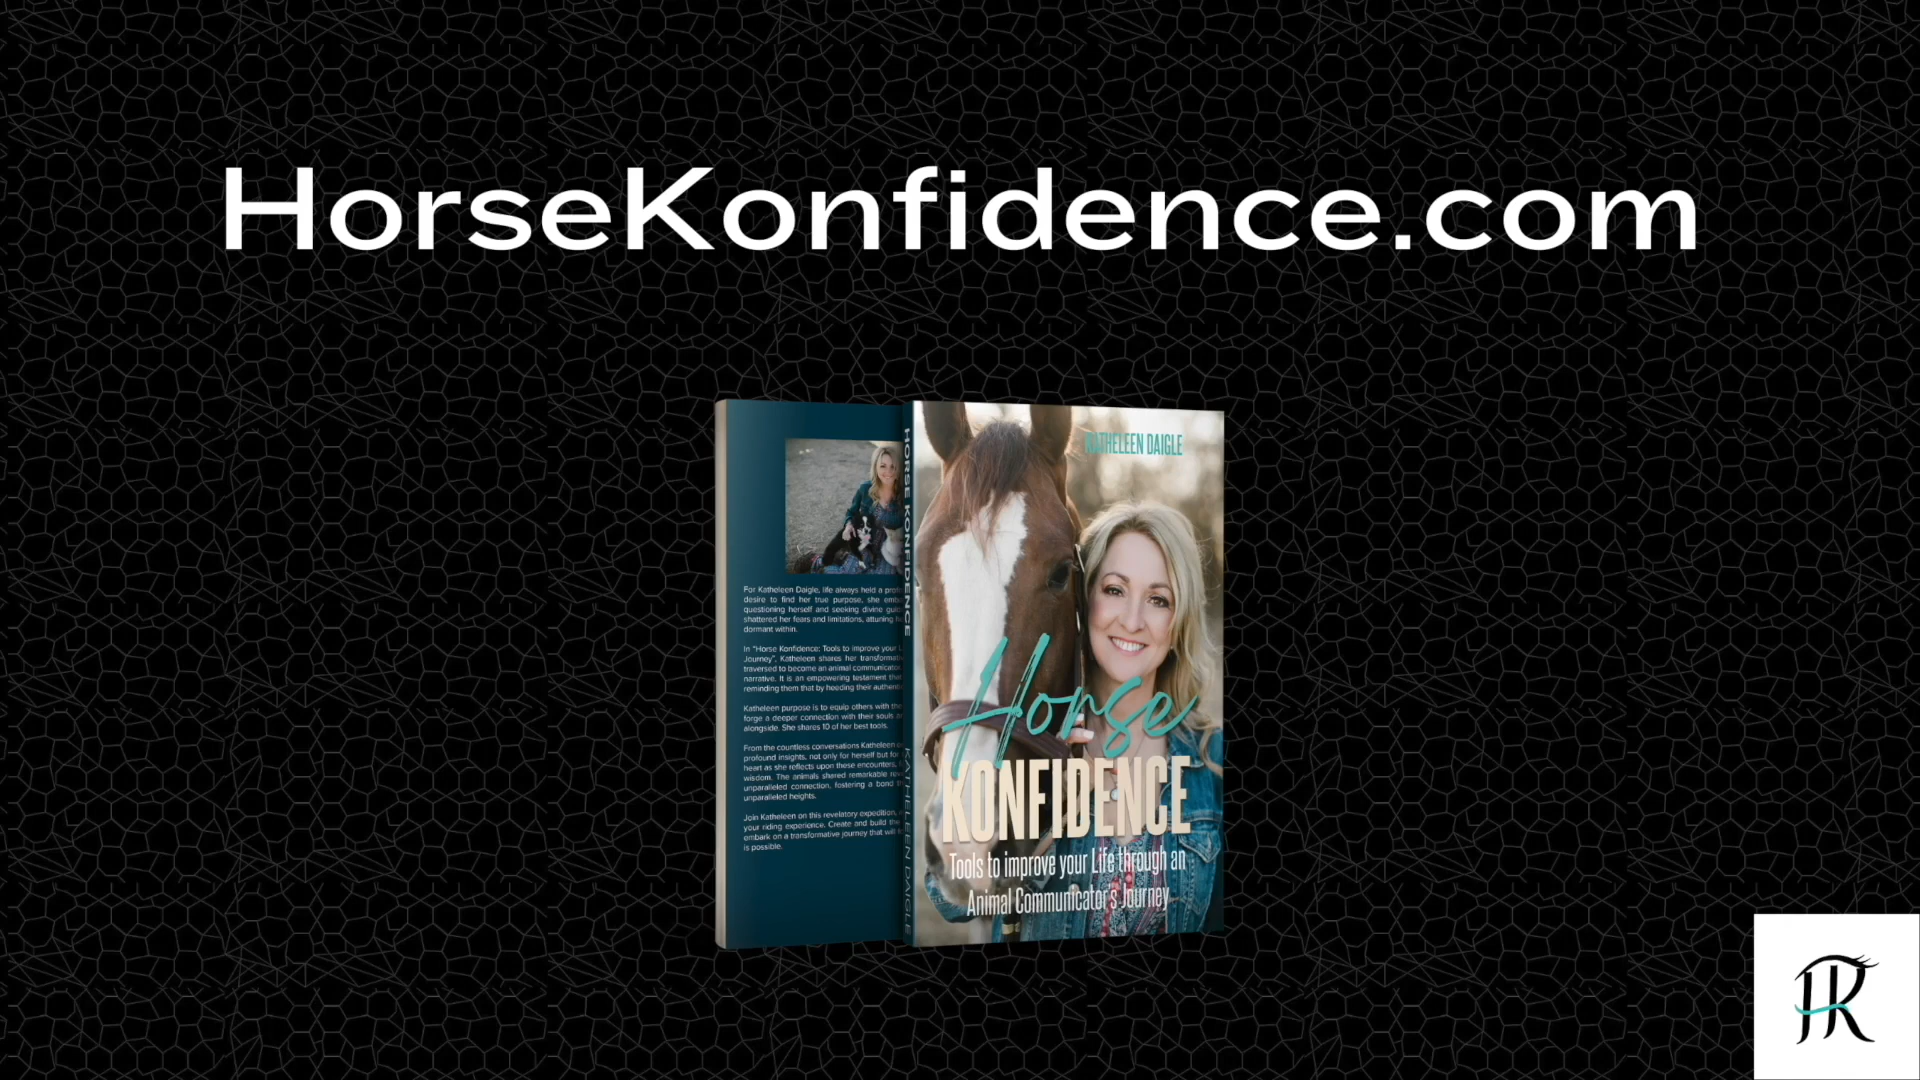 HorseKonfidence.com
For Katheleen Daigle, life always held a
desire to find her true purpose, she
questioning herself and seeking divine
shattered her fears and limitations, attuning
dormant within.
In "Horse Konfidence: Tools to improve your
Journey", Katheleen shares her
traversed to become an animal
narrative. It is an empowering testament
reminding them that by heeding their
Katheleen purpose is to equip others with
forge a deeper connection with their souls
alongside. She shares 10 of her best tools.
From the countless conversations Katheleen
profound insights, not only for herself but for
heart as she reflects upon these encounters,
wisdom. The animals shared remarkable
unparalleled connection, fostering a bond
unparalleled heights.
Join Katheleen on this revelatory expedition,
your riding experience. Create and build
embark on a transformative journey that will
is possible.
HORSE KONFIDENCE
KATHELEEN DAIGLE
KATHELEEN DAIGLE
Horse
KONFIDENCE
Tools to improve your Life through an
Animal Communicator's Journey
HK